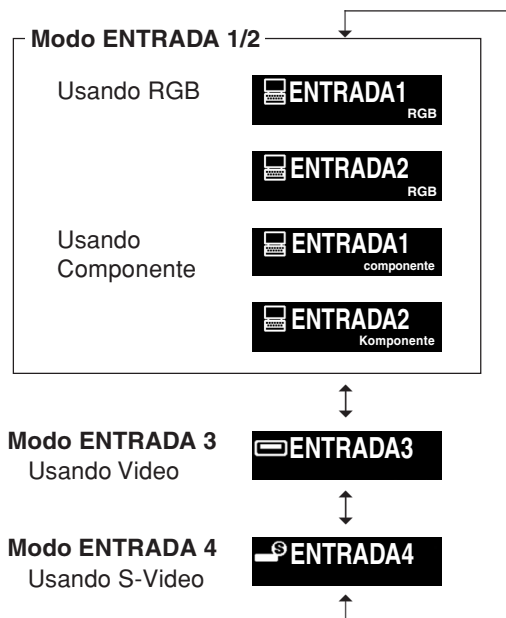 Modo ENTRADA 1/2
Usando RGB
ENTRADA1
RGB
ENTRADA2
RGB
Usando
Componente
ENTRADA1
componente
ENTRADA2
Komponente
Modo ENTRADA 3
Usando Video
ENTRADA3
Modo ENTRADA 4
Usando S-Video
S
ENTRADA4